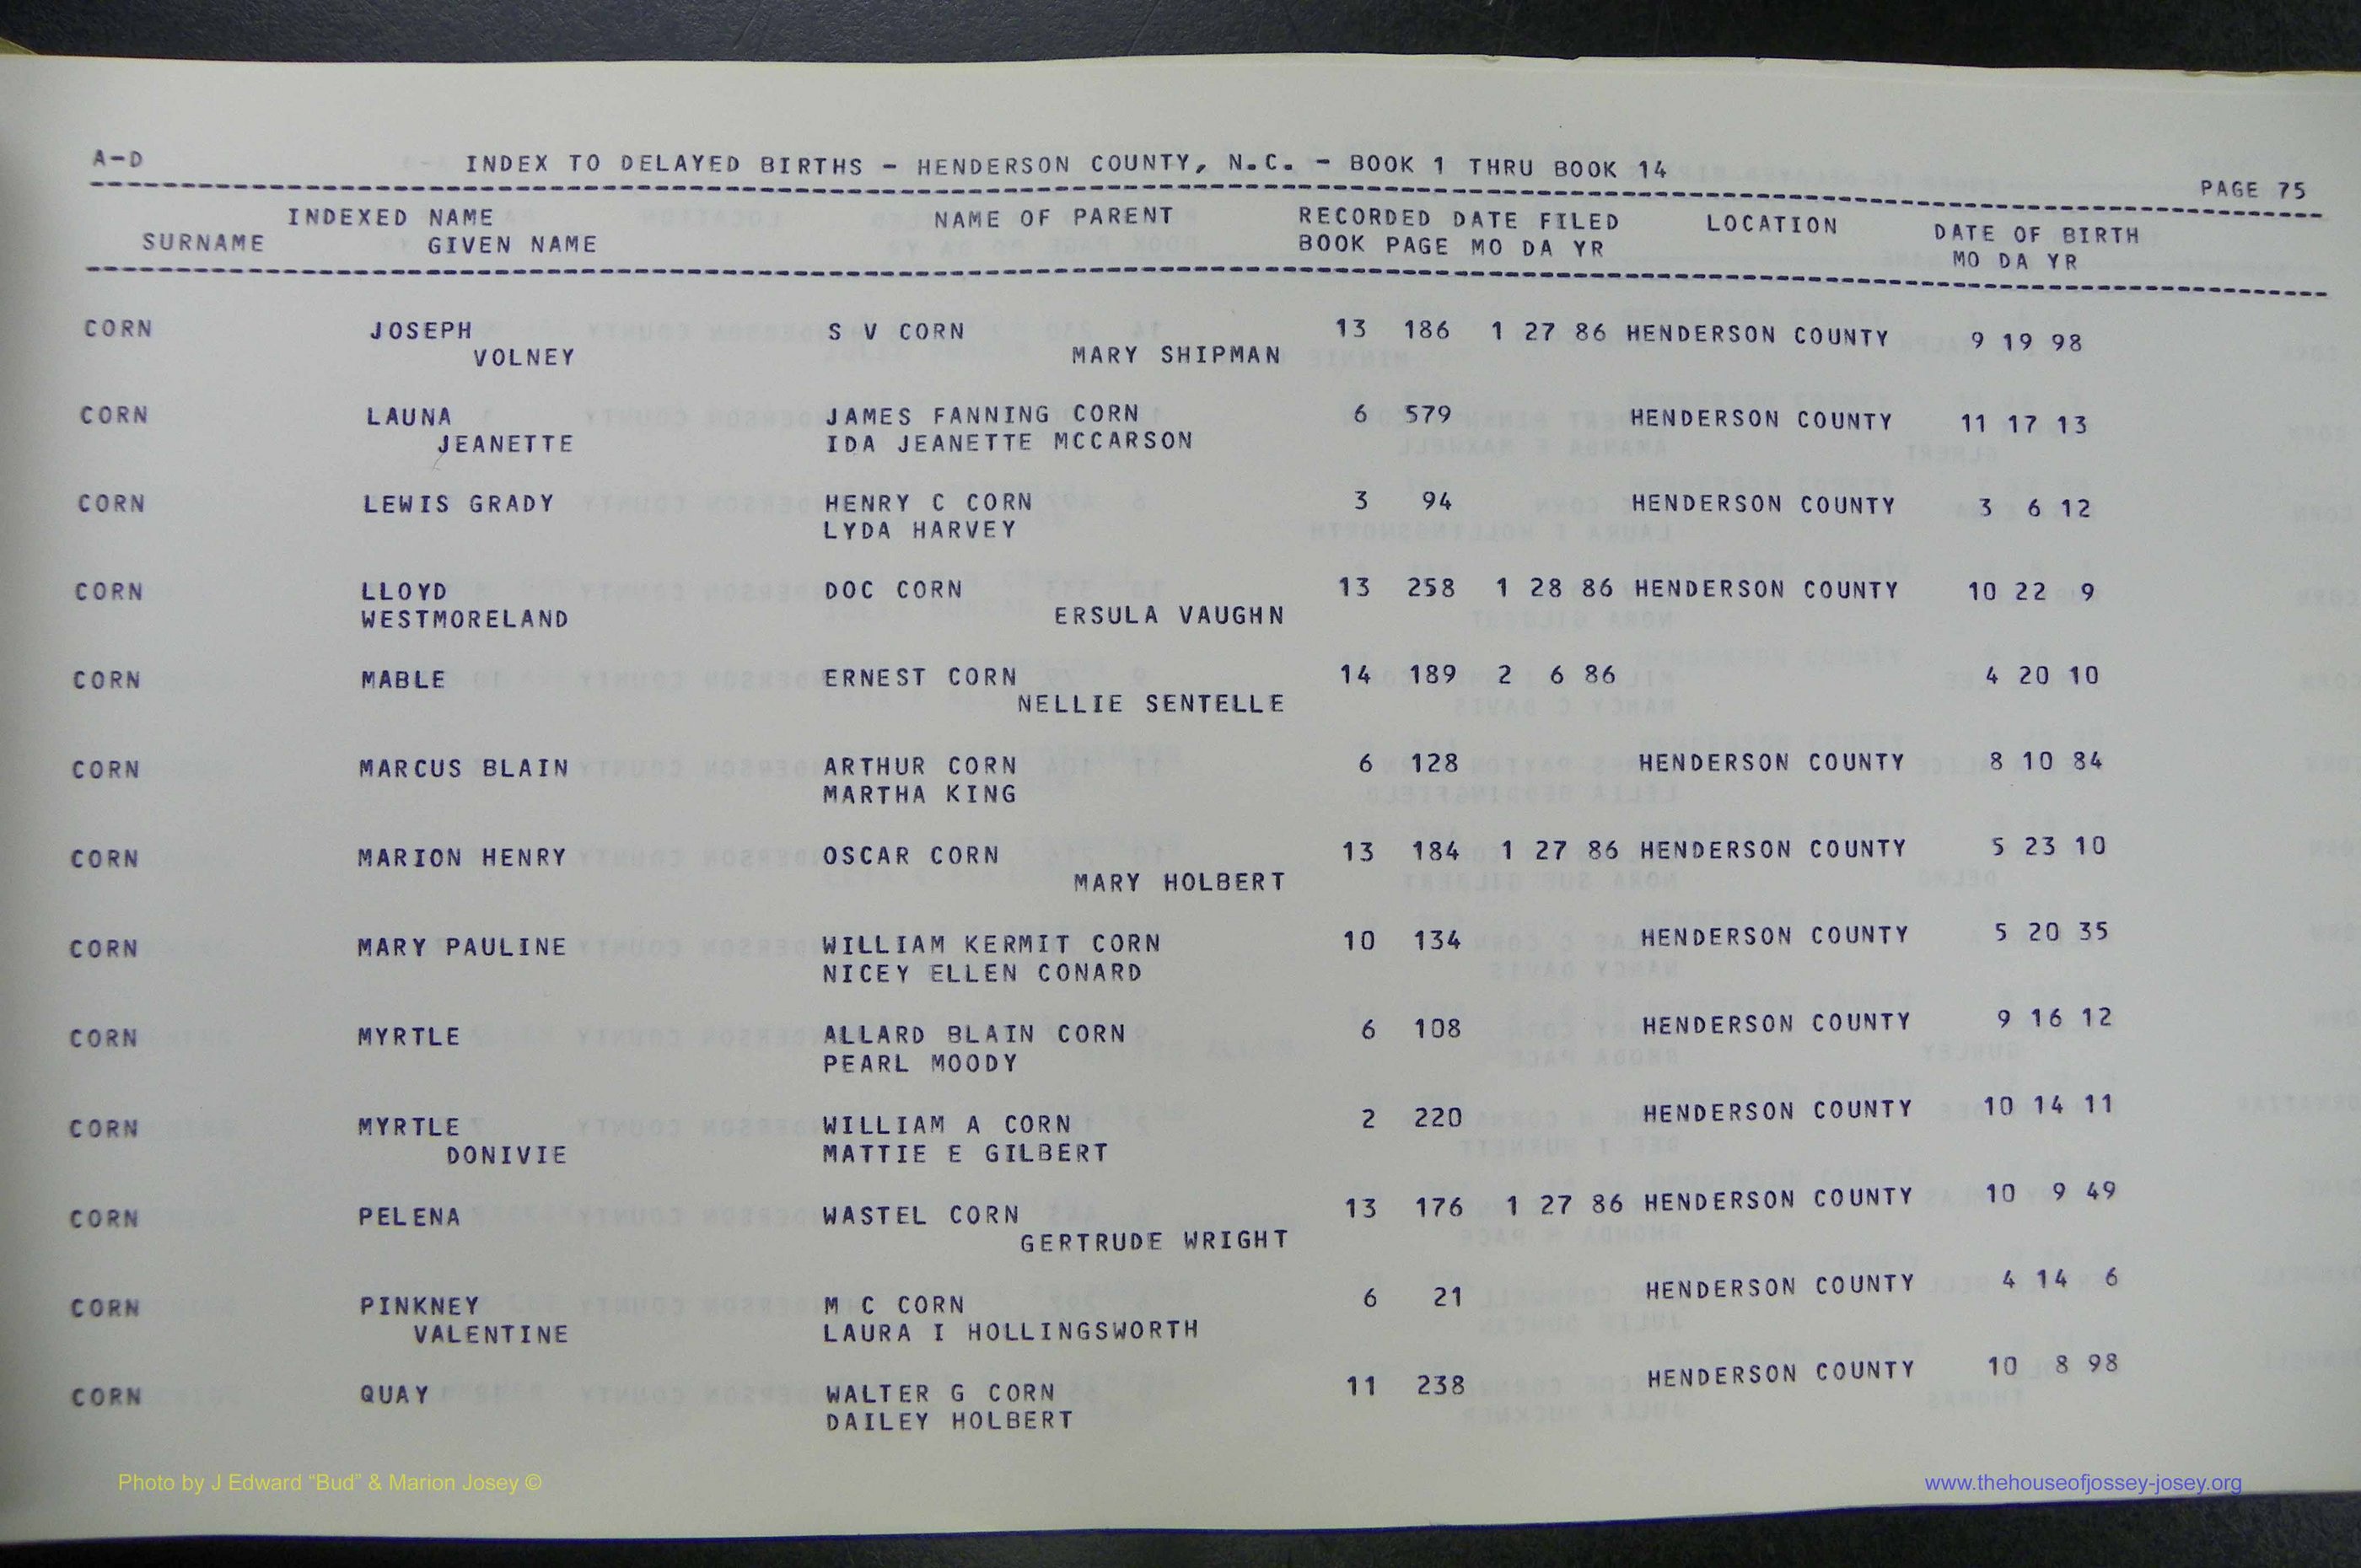 A-D INDEX TO DELAYED BIRTHS - HENDERSON COUNTY, N.C. - BOOK 1 THRU BOOK 14 PAGE 75
INDEXED NAME NAME OF PARENT RECORDED DATE FILED LOCATION DATE OF BIRTH
SURNAME GIVEN NAME BOOK PAGE MO DA YR MO DA YR
CORN JOSEPH S V CORN 13 186 1 27 86 HENDERSON COUNTY 9 19 98
VOLNEY MARY SHIPMAN
CORN LAUNA JAMES FANNING CORN 6 579 HENDERSON COUNTY 11 17 13
JEANETTE IDA JEANETTE MCCARSON
CORN LEWIS GRADY HENRY C CORN 3 94 HENDERSON COUNTY 3 6 12
LYDA HARVEY
CORN LLOYD DOC CORN 13 258 1 28 86 HENDERSON COUNTY 10 22 9
WESTMORELAND ERSULA VAUGHN
CORN MABLE ERNEST CORN 14 189 2 6 86 4 20 10
NELLIE SENTELLE
CORN MARCUS BLAIN ARTHUR CORN 6 128 HENDERSON COUNTY 8 10 84
MARTHA KING
CORN MARION HENRY OSCAR CORN 13 184 1 27 86 HENDERSON COUNTY 5 23 10
MARY HOLBERT
CORN MARY PAULINE WILLIAM KERMIT CORN 10 134 HENDERSON COUNTY 5 20 35
NICEY ELLEN CONARD
CORN MYRTLE ALLARD BLAIN CORN 6 108 HENDERSON COUNTY 9 16 12
PEARL MOODY
CORN MYRTLE WILLIAM A CORN 2 220 HENDERSON COUNTY 10 14 11
DONIVIE MATTIE E GILBERT
CORN PELENA WASTEL CORN 13 176 1 27 86 HENDERSON COUNTY 10 9 49
GERTRUDE WRIGHT
CORN PINKNEY M C CORN 6 21 HENDERSON COUNTY 4 14 6
VALENTINE LAURA I HOLLINGSWORTH
CORN QUAY WALTER G CORN 11 238 HENDERSON COUNTY 10 8 98
DAILEY HOLBERT
Photo by J Edward “Bud” & Marion Josey © www.thehouseofjossey-josey.org